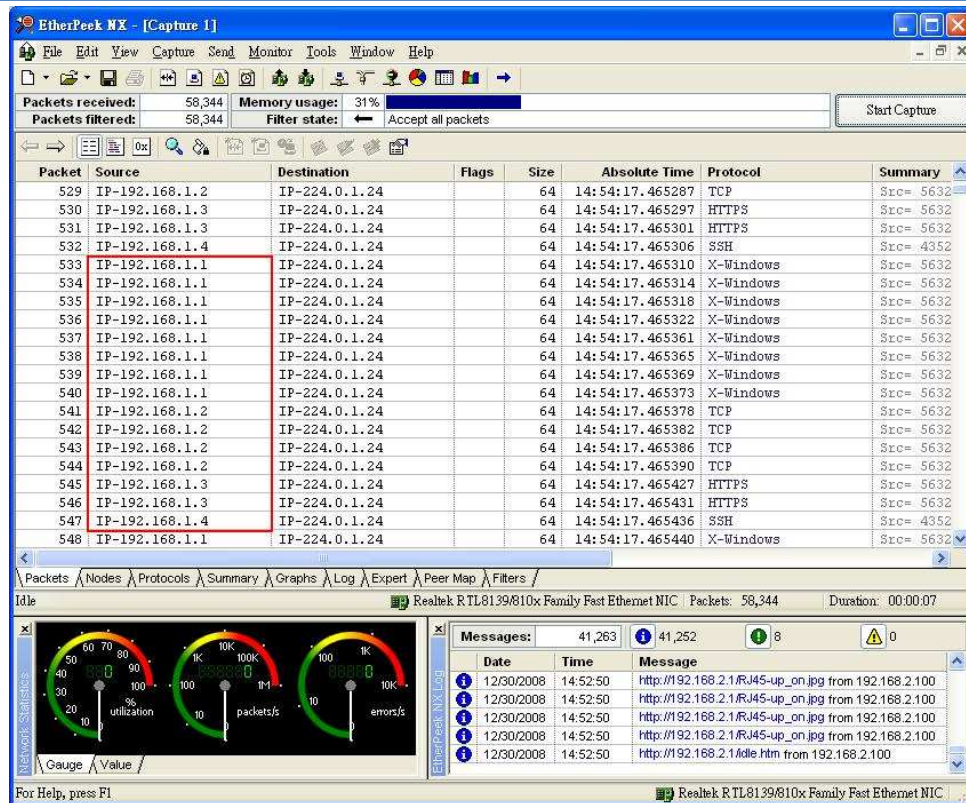 EtherPeek NX - [Capture 1]
File Edit View Capture Send Monitor Tools Window Help
Packets received: 58,344 Memory usage: 31%
Packets filtered: 58,344 Filter state: Accept all packets
Start Capture
Packet Source Destination Flags Size Absolute Time Protocol Summary
529 IP-192.168.1.2 IP-224.0.1.24 64 14:54:17.465287 TCP Src= 5632
530 IP-192.168.1.3 IP-224.0.1.24 64 14:54:17.465297 HTTPS Src= 5632
531 IP-192.168.1.3 IP-224.0.1.24 64 14:54:17.465301 HTTPS Src= 5632
532 IP-192.168.1.4 IP-224.0.1.24 64 14:54:17.465306 SSH Src= 4352
533 IP-192.168.1.1 IP-224.0.1.24 64 14:54:17.465310 X-Windows Src= 5632
534 IP-192.168.1.1 IP-224.0.1.24 64 14:54:17.465314 X-Windows Src= 5632
535 IP-192.168.1.1 IP-224.0.1.24 64 14:54:17.465318 X-Windows Src= 5632
536 IP-192.168.1.1 IP-224.0.1.24 64 14:54:17.465322 X-Windows Src= 5632
537 IP-192.168.1.1 IP-224.0.1.24 64 14:54:17.465361 X-Windows Src= 5632
538 IP-192.168.1.1 IP-224.0.1.24 64 14:54:17.465365 X-Windows Src= 5632
539 IP-192.168.1.1 IP-224.0.1.24 64 14:54:17.465369 X-Windows Src= 5632
540 IP-192.168.1.1 IP-224.0.1.24 64 14:54:17.465373 X-Windows Src= 5632
541 IP-192.168.1.2 IP-224.0.1.24 64 14:54:17.465378 TCP Src= 5632
542 IP-192.168.1.2 IP-224.0.1.24 64 14:54:17.465382 TCP Src= 5632
543 IP-192.168.1.2 IP-224.0.1.24 64 14:54:17.465386 TCP Src= 5632
544 IP-192.168.1.2 IP-224.0.1.24 64 14:54:17.465390 TCP Src= 5632
545 IP-192.168.1.3 IP-224.0.1.24 64 14:54:17.465427 HTTPS Src= 5632
546 IP-192.168.1.3 IP-224.0.1.24 64 14:54:17.465431 HTTPS Src= 5632
547 IP-192.168.1.4 IP-224.0.1.24 64 14:54:17.465436 SSH Src= 4352
548 IP-192.168.1.1 IP-224.0.1.24 64 14:54:17.465440 X-Windows Src= 5632
Packets Nodes Protocols Summary Graphs Log Expert Peer Map Filters
Idle Realtek RTL8139/810x Family Fast Ethernet NIC Packets: 58,344 Duration: 00:00:07
Network Statistics
10 20 30 40 50 60 70 80 90 100 0 % utilization
10 100 1K 10K 100K 1M 0 packets/s
10 100 1K 10K 0 errors/s
Gauge Value
EtherPeek NX Log
Messages: 41,263 41,252 8 0
Date Time Message
12/30/2008 14:52:50 http://192.168.2.1/RJ45-up_on.jpg from 192.168.2.100
12/30/2008 14:52:50 http://192.168.2.1/RJ45-up_on.jpg from 192.168.2.100
12/30/2008 14:52:50 http://192.168.2.1/RJ45-up_on.jpg from 192.168.2.100
12/30/2008 14:52:50 http://192.168.2.1/RJ45-up_on.jpg from 192.168.2.100
12/30/2008 14:52:50 http://192.168.2.1/idle.htm from 192.168.2.100
For Help, press F1 Realtek RTL8139/810x Family Fast Ethernet NIC